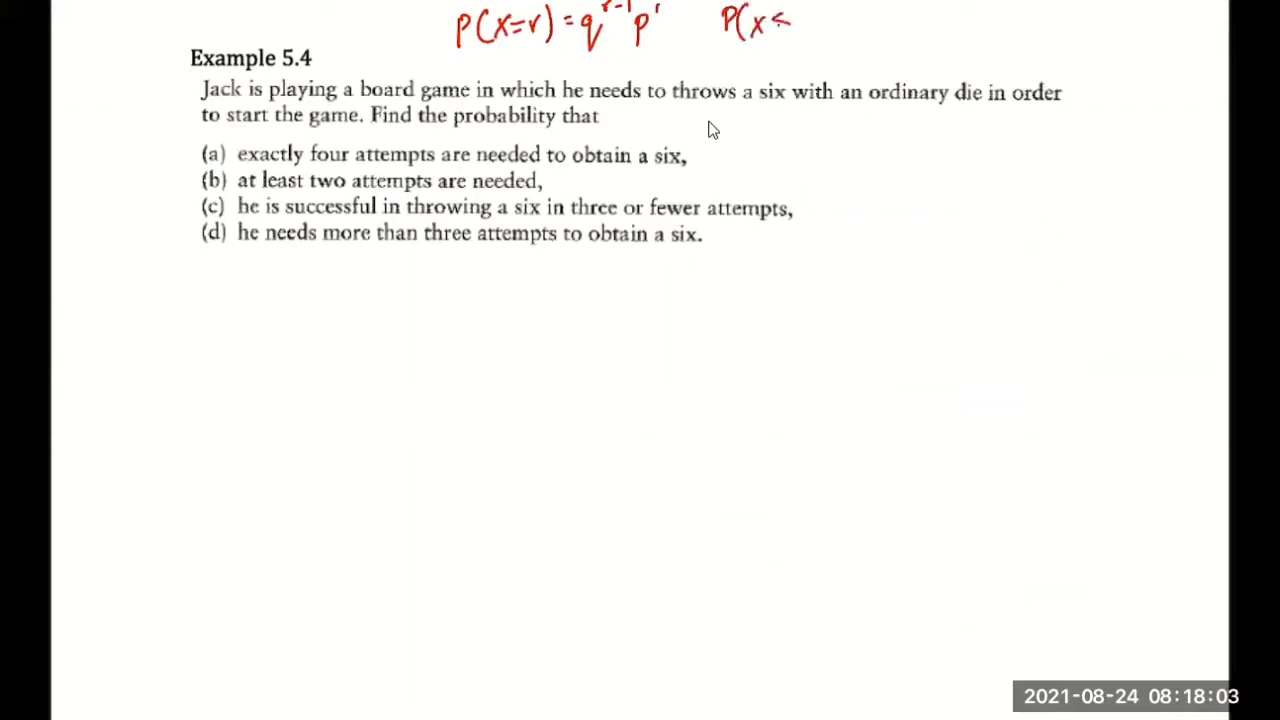 P(X=r) = q^{r-1} p' P(x <
Example 5.4
Jack is playing a board game in which he needs to throws a six with an ordinary die in order
to start the game. Find the probability that
(a) exactly four attempts are needed to obtain a six,
(b) at least two attempts are needed,
(c) he is successful in throwing a six in three or fewer attempts,
(d) he needs more than three attempts to obtain a six.
2021-08-24 08:18:03